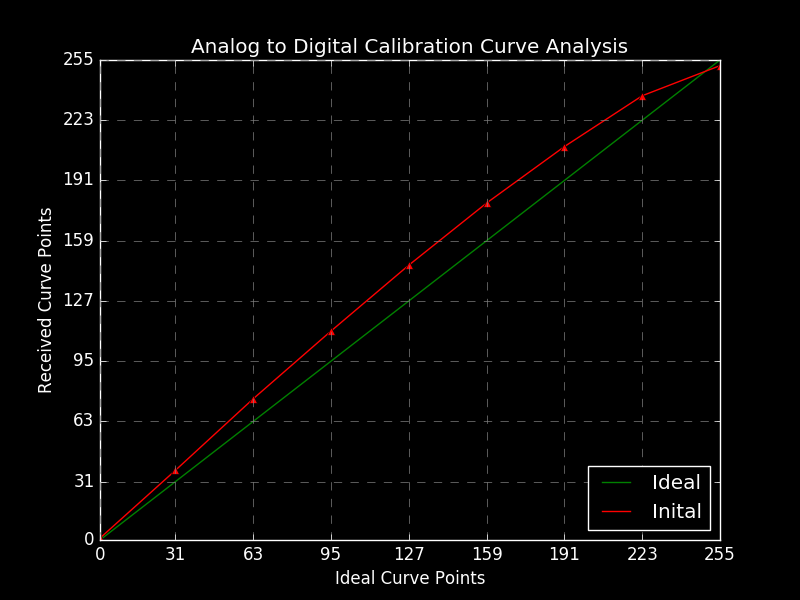 Analog to Digital Calibration Curve Analysis
255
223
191
159
127
95
63
31
0
Received Curve Points
Ideal
Inital
0 31 63 95 127 159 191 223 255
Ideal Curve Points